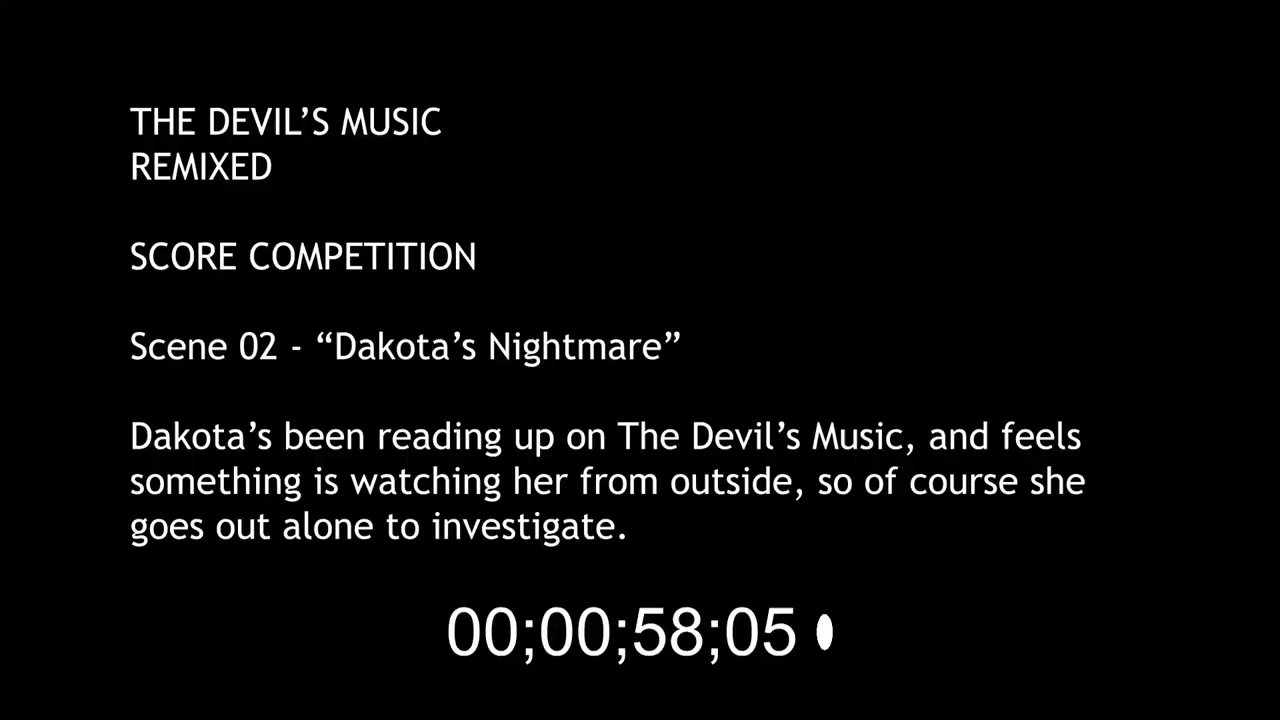 THE DEVIL’S MUSIC
REMIXED
SCORE COMPETITION
Scene 02 - “Dakota’s Nightmare”
Dakota’s been reading up on The Devil’s Music, and feels
something is watching her from outside, so of course she
goes out alone to investigate.
00;00;58;05